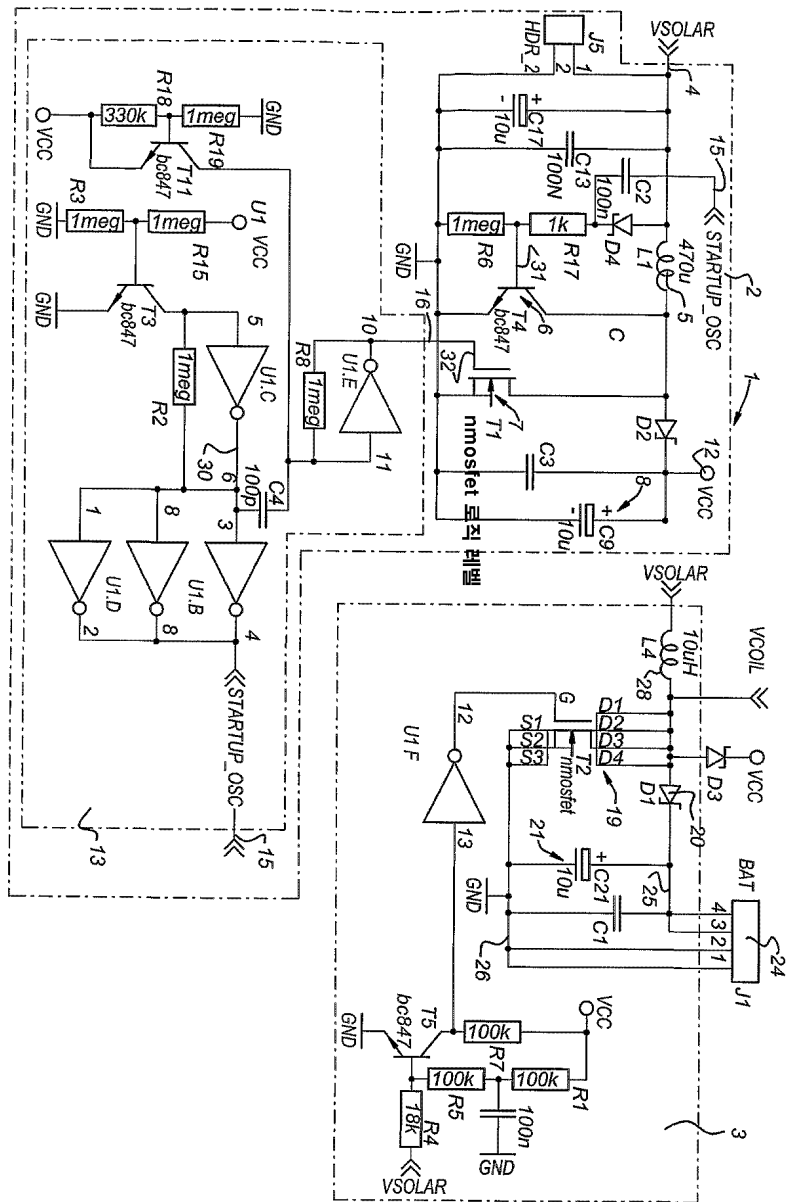 VSOLAR
4
15
STARTUP_OSC
2
1
J5
HDR_2
1
2
+
C17
-
10u
C13
100N
C2
100n
D4
470u
L1
5
12
VCC
D2
1k
R17
1meg
R6
31
T4
bc847
6
C
7
T1
32
nmosfet 로직 레벨
C3
8
+
C9
-
10u
GND
16
10
U1.E
R8
1meg
11
GND
1meg
R19
R18
330k
T11
bc847
VCC
U1 VCC
R15
1meg
R3
1meg
GND
T3
bc847
GND
5
U1.C
1meg
R2
30
6
C4
100p
3
4
U1.B
8
8
1
U1.D
2
STARTUP_OSC
15
13
VSOLAR
10uH
L4
28
VCOIL
D1
D2
D3
D4
S1
S2
S3
G
T2
nmosfet
19
VCC
D3
D1
20
BAT
4
3
2
1
24
J1
25
21
+
C21
10u
C1
GND
26
12
U1.F
13
VCC
100k
R7
100k
R1
100k
R5
100n
GND
T5
bc847
GND
18k
R4
VSOLAR
3